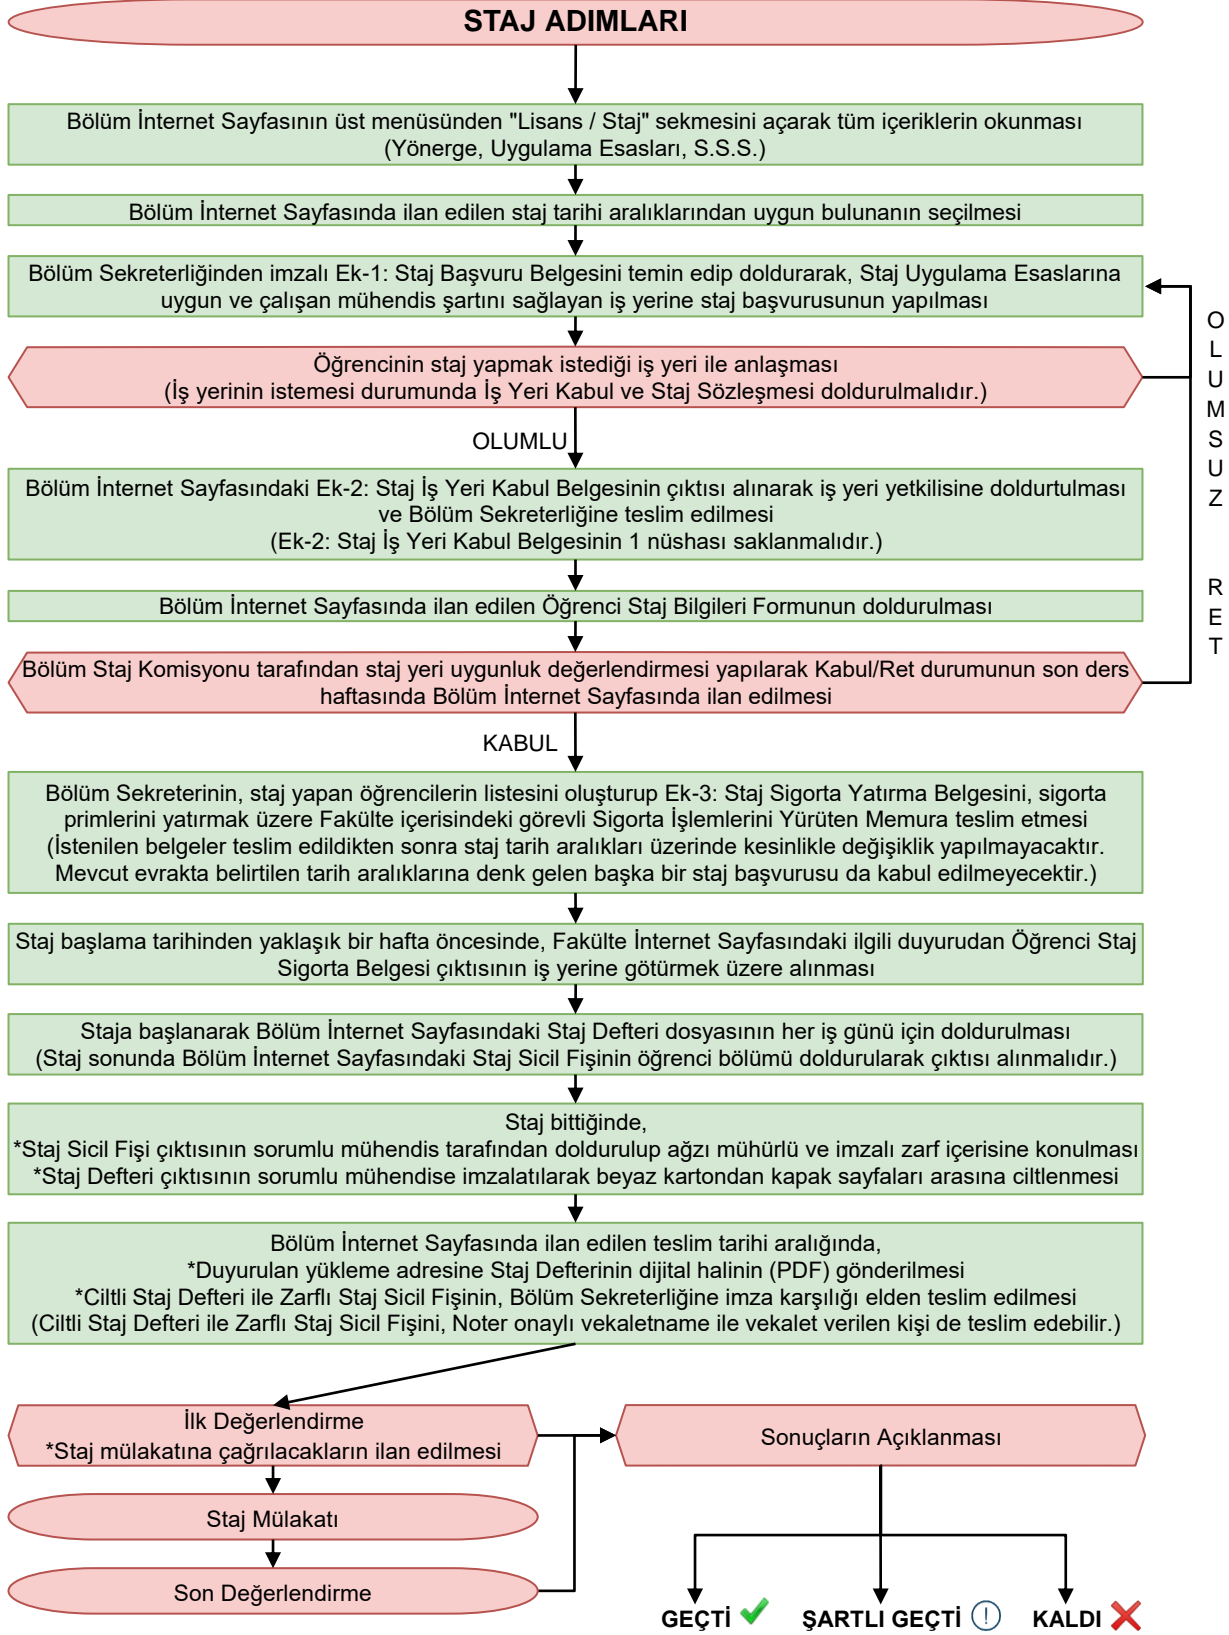 STAJ ADIMLARI
Bölüm İnternet Sayfasının üst menüsünden "Lisans / Staj" sekmesini açarak tüm içeriklerin okunması
(Yönerge, Uygulama Esasları, S.S.S.)
Bölüm İnternet Sayfasında ilan edilen staj tarihi aralıklarından uygun bulunanın seçilmesi
Bölüm Sekreterliğinden imzalı Ek-1: Staj Başvuru Belgesini temin edip doldurarak, Staj Uygulama Esaslarına
uygun ve çalışan mühendis şartını sağlayan iş yerine staj başvurusunun yapılması
Öğrencinin staj yapmak istediği iş yeri ile anlaşması
(İş yerinin istemesi durumunda İş Yeri Kabul ve Staj Sözleşmesi doldurulmalıdır.)
OLUMSUZ
RET
OLUMLU
Bölüm İnternet Sayfasındaki Ek-2: Staj İş Yeri Kabul Belgesinin çıktısı alınarak iş yeri yetkilisine doldurtulması
ve Bölüm Sekreterliğine teslim edilmesi
(Ek-2: Staj İş Yeri Kabul Belgesinin 1 nüshası saklanmalıdır.)
Bölüm İnternet Sayfasında ilan edilen Öğrenci Staj Bilgileri Formunun doldurulması
Bölüm Staj Komisyonu tarafından staj yeri uygunluk değerlendirmesi yapılarak Kabul/Ret durumunun son ders
haftasında Bölüm İnternet Sayfasında ilan edilmesi
KABUL
Bölüm Sekreterinin, staj yapan öğrencilerin listesini oluşturup Ek-3: Staj Sigorta Yatırma Belgesini, sigorta
primlerini yatırmak üzere Fakülte içerisindeki görevli Sigorta İşlemlerini Yürüten Memura teslim etmesi
(İstenilen belgeler teslim edildikten sonra staj tarih aralıkları üzerinde kesinlikle değişiklik yapılmayacaktır.
Mevcut evrakta belirtilen tarih aralıklarına denk gelen başka bir staj başvurusu da kabul edilmeyecektir.)
Staj başlama tarihinden yaklaşık bir hafta öncesinde, Fakülte İnternet Sayfasındaki ilgili duyurudan Öğrenci Staj
Sigorta Belgesi çıktısının iş yerine götürmek üzere alınması
Staja başlanarak Bölüm İnternet Sayfasındaki Staj Defteri dosyasının her iş günü için doldurulması
(Staj sonunda Bölüm İnternet Sayfasındaki Staj Sicil Fişinin öğrenci bölümü doldurularak çıktısı alınmalıdır.)
Staj bittiğinde,
*Staj Sicil Fişi çıktısının sorumlu mühendis tarafından doldurulup ağzı mühürlü ve imzalı zarf içerisine konulması
*Staj Defteri çıktısının sorumlu mühendise imzalatılarak beyaz kartondan kapak sayfaları arasına ciltlenmesi
Bölüm İnternet Sayfasında ilan edilen teslim tarihi aralığında,
*Duyurulan yükleme adresine Staj Defterinin dijital halinin (PDF) gönderilmesi
*Ciltli Staj Defteri ile Zarflı Staj Sicil Fişinin, Bölüm Sekreterliğine imza karşılığı elden teslim edilmesi
(Ciltli Staj Defteri ile Zarflı Staj Sicil Fişini, Noter onaylı vekaletname ile vekalet verilen kişi de teslim edebilir.)
İlk Değerlendirme
*Staj mülakatına çağrılacakların ilan edilmesi
Sonuçların Açıklanması
Staj Mülakatı
Son Değerlendirme
GEÇTİ
ŞARTLI GEÇTİ
KALDI